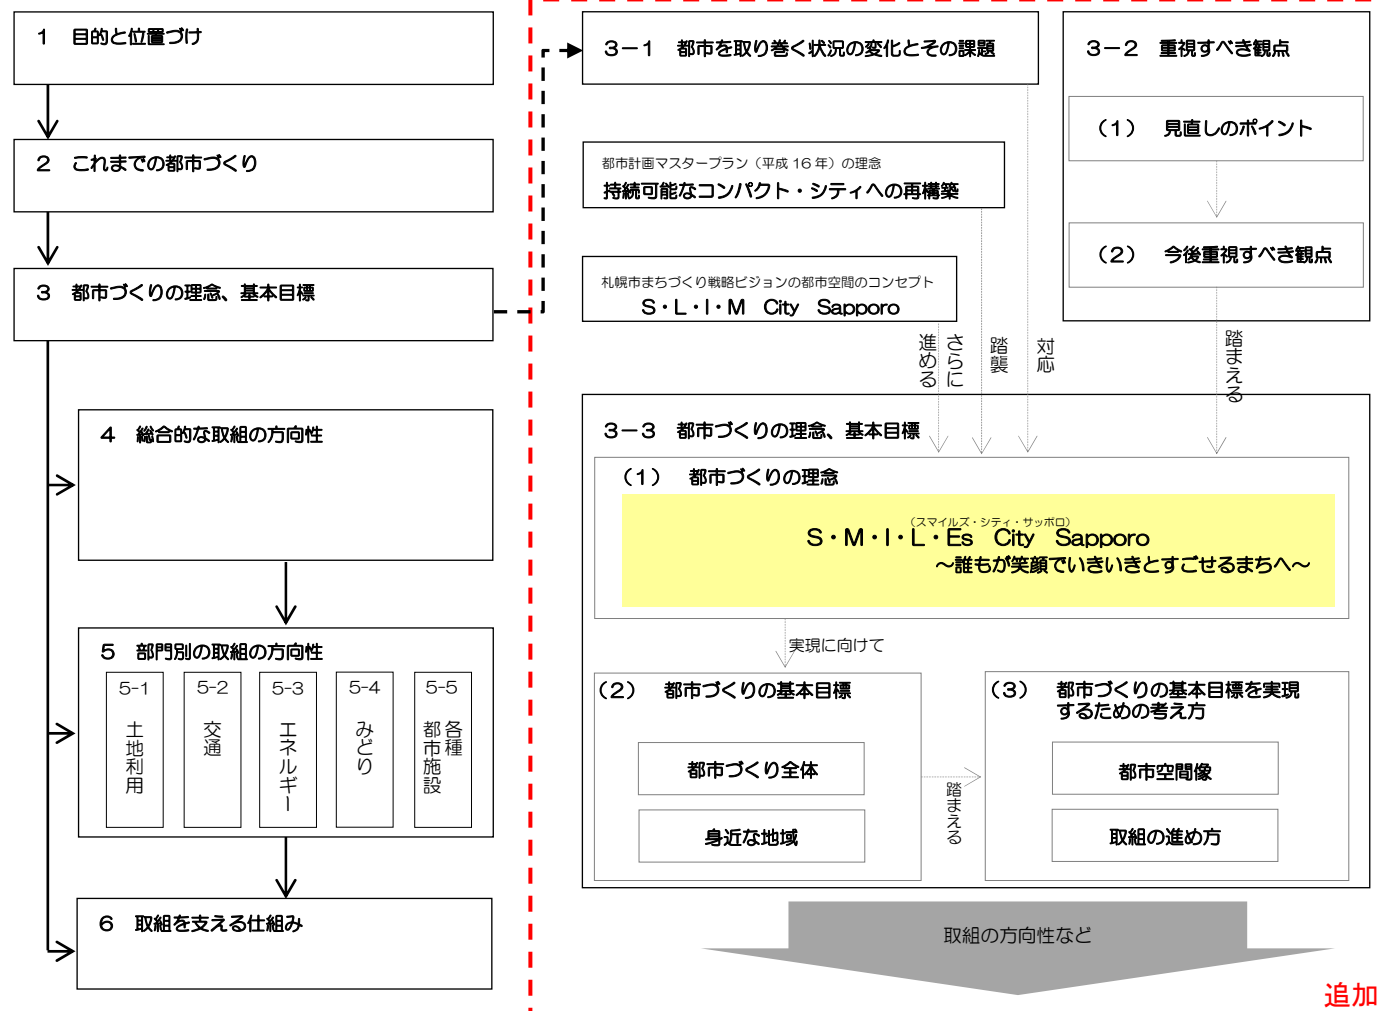 １　目的と位置づけ
２　これまでの都市づくり
３　都市づくりの理念、基本目標
４　総合的な取組の方向性
５　部門別の取組の方向性
5-1
土地利用
5-2
交通
5-3
エネルギー
5-4
みどり
5-5
各種
都市施設
６　取組を支える仕組み
３－１　都市を取り巻く状況の変化とその課題
都市計画マスタープラン（平成 16 年）の理念
持続可能なコンパクト・シティへの再構築
札幌市まちづくり戦略ビジョンの都市空間のコンセプト
S・L・I・M　City　Sapporo
３－２　重視すべき観点
（１）　見直しのポイント
（２）　今後重視すべき観点
さらに
進める
踏襲
対応
踏まえる
３－３　都市づくりの理念、基本目標
（１）　都市づくりの理念
（スマイルズ・シティ・サッポロ）
S・M・I・L・Es　City　Sapporo
～誰もが笑顔でいきいきとすごせるまちへ～
実現に向けて
（２）　都市づくりの基本目標
都市づくり全体
身近な地域
踏まえる
（３）　都市づくりの基本目標を実現
するための考え方
都市空間像
取組の進め方
取組の方向性など
追加